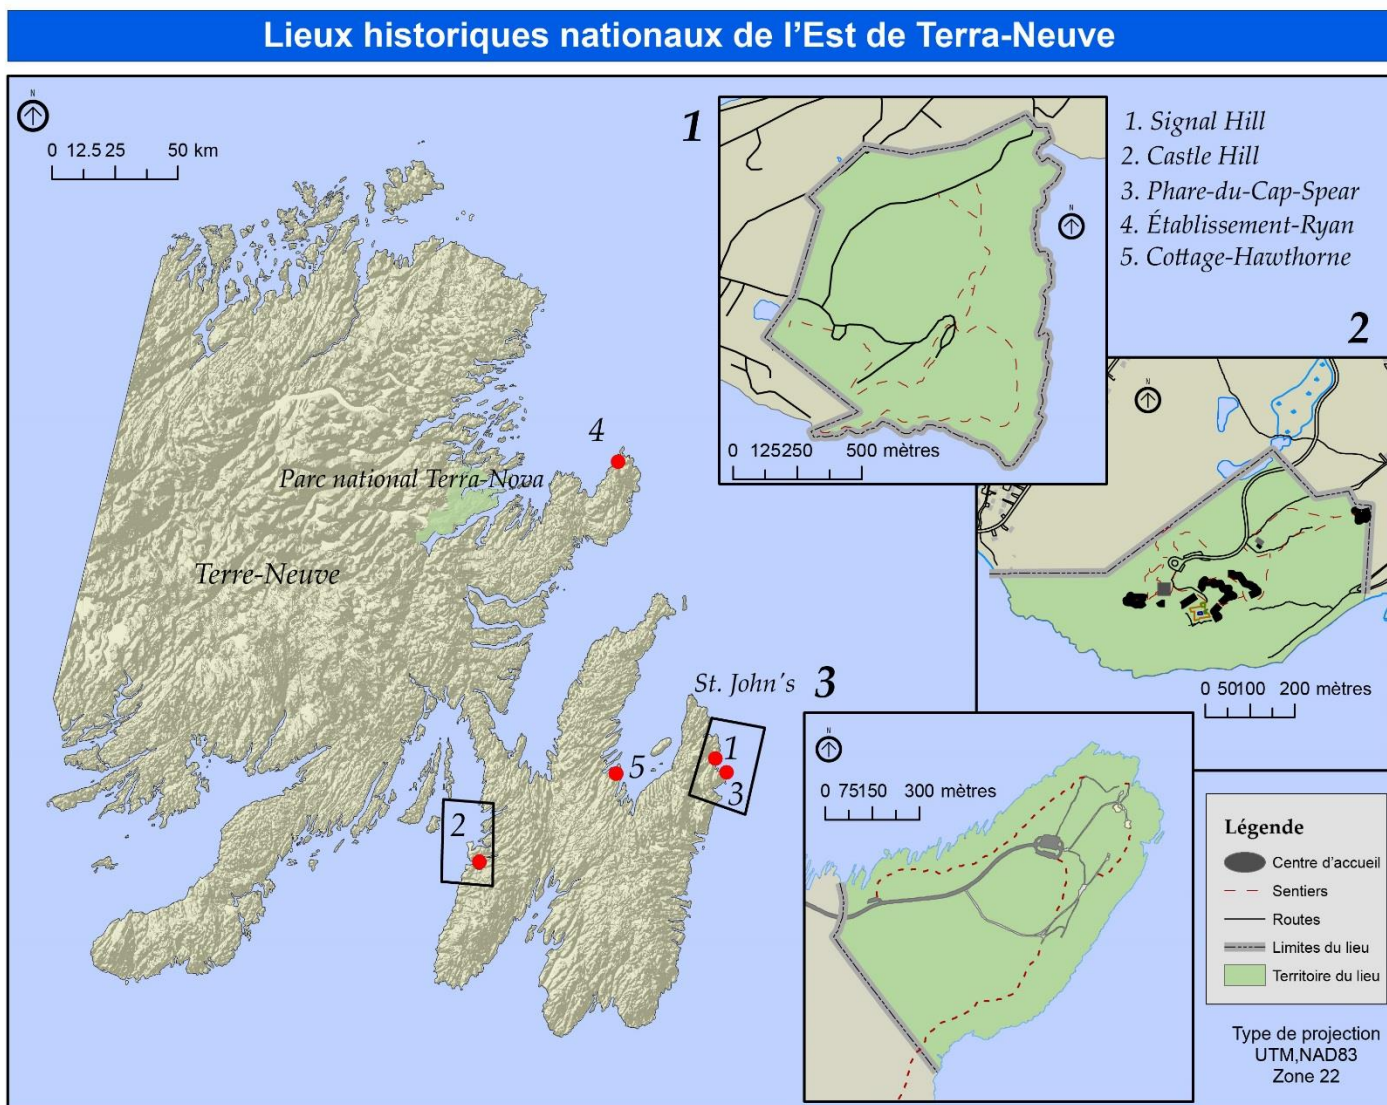 Lieux historiques nationaux de l'Est de Terra-Neuve
N
0 12.5 25 50 km
1
N
0 125250 500 mètres
1. Signal Hill
2. Castle Hill
3. Phare-du-Cap-Spear
4. Établissement-Ryan
5. Cottage-Hawthorne
2
N
0 50100 200 mètres
4
Parc national Terra-Nova
Terre-Neuve
St. John's
3
1
3
5
2
N
0 75150 300 mètres
Légende
Centre d'accueil
Sentiers
Routes
Limites du lieu
Territoire du lieu
Type de projection
UTM,NAD83
Zone 22